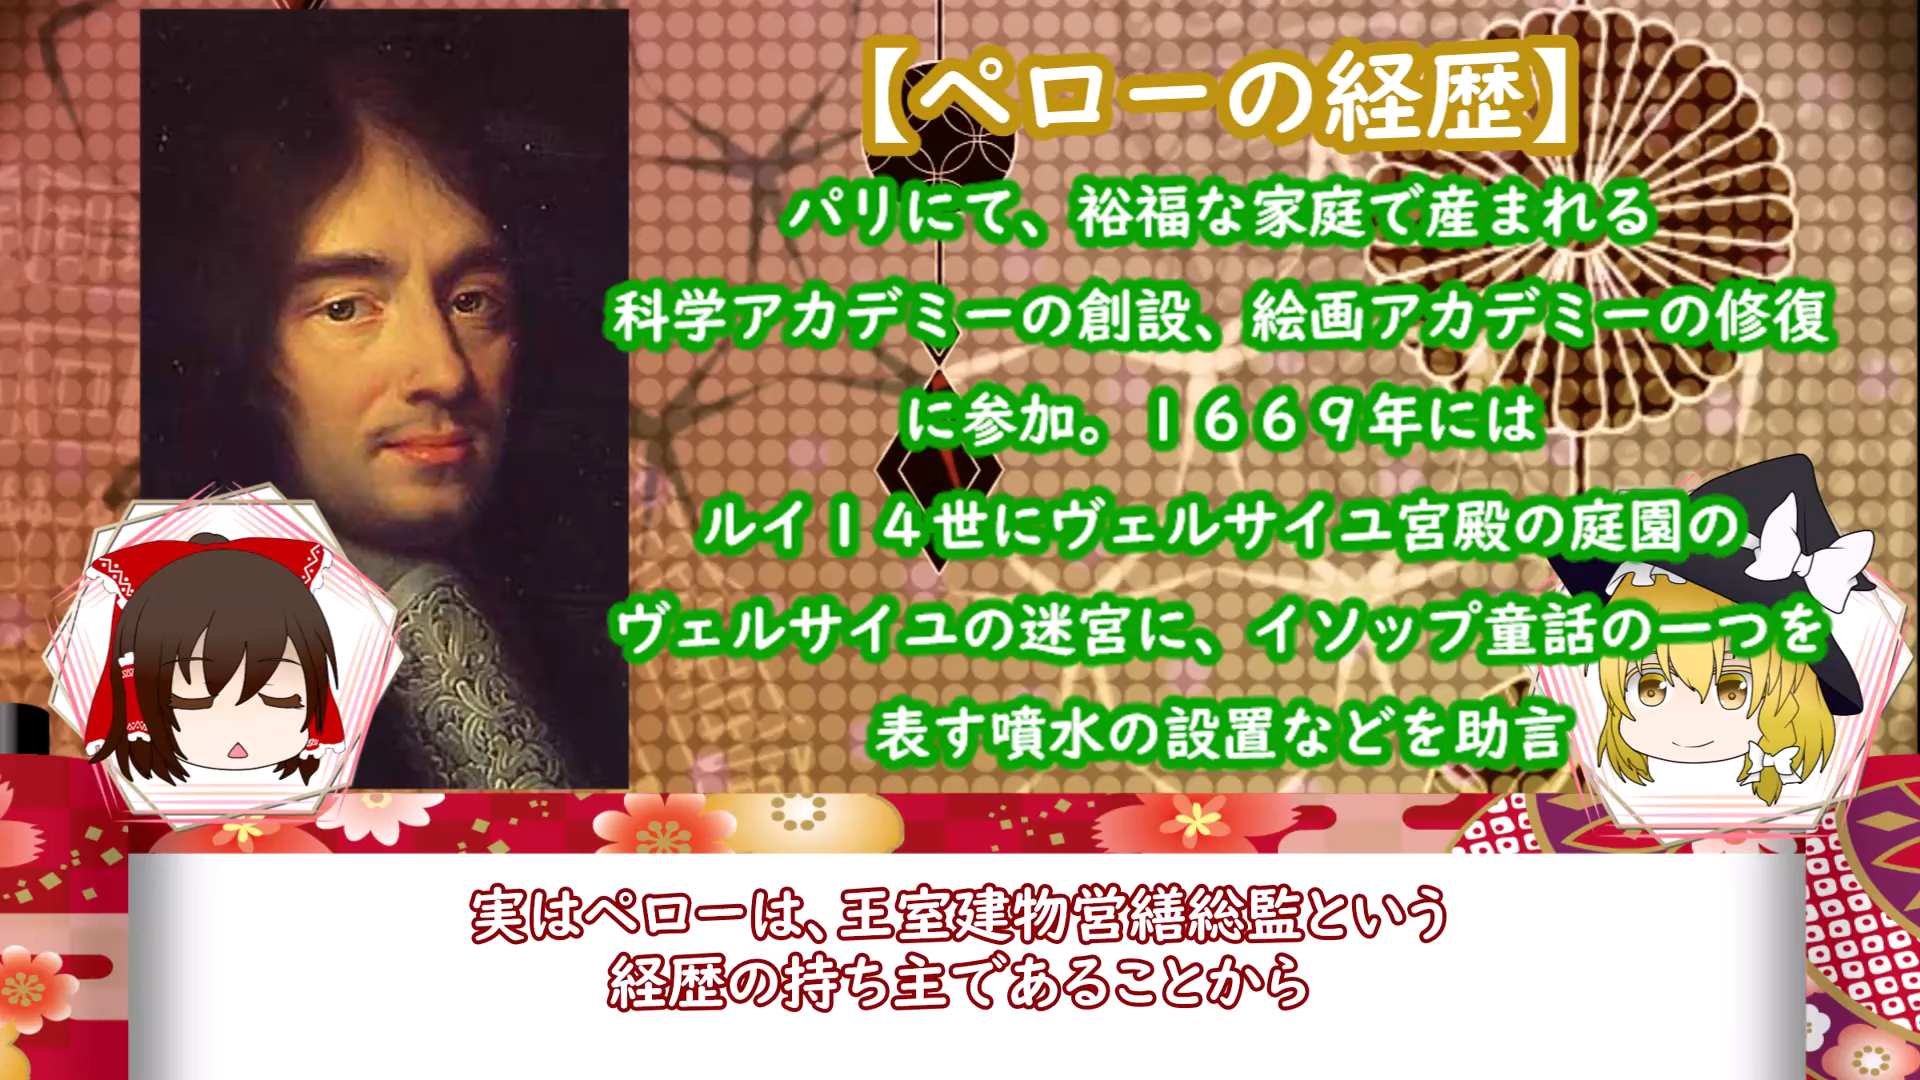 【ペローの経歴】
パリにて、裕福な家庭で産まれる
科学アカデミーの創設、絵画アカデミーの修復
に参加。１６６９年には
ルイ１４世にヴェルサイユ宮殿の庭園の
ヴェルサイユの迷宮に、イソップ童話の一つを
表す噴水の設置などを助言
実はペローは、王室建物営繕総監という
経歴の持ち主であることから